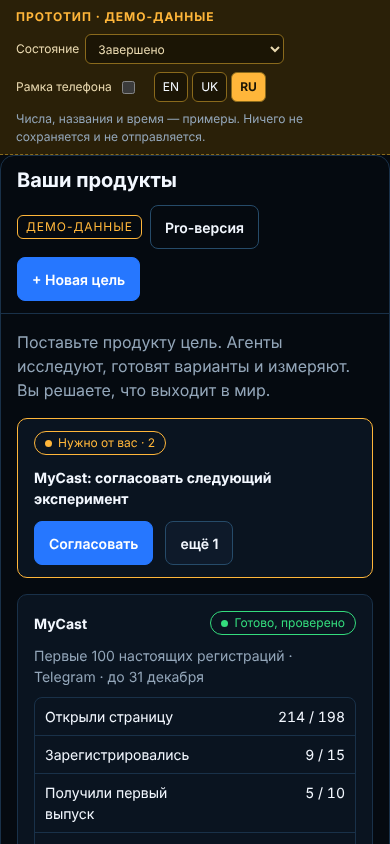 ПРОТОТИП · ДЕМО-ДАННЫЕ
Состояние Завершено
Рамка телефона EN UK RU
Числа, названия и время — примеры. Ничего не
сохраняется и не отправляется.
Ваши продукты
ДЕМО-ДАННЫЕ Pro-версия
+ Новая цель
Поставьте продукту цель. Агенты
исследуют, готовят варианты и измеряют.
Вы решаете, что выходит в мир.
Нужно от вас · 2
MyCast: согласовать следующий
эксперимент
Согласовать ещё 1
MyCast Готово, проверено
Первые 100 настоящих регистраций ·
Telegram · до 31 декабря
Открыли страницу 214 / 198
Зарегистрировались 9 / 15
Получили первый 5 / 10
выпуск